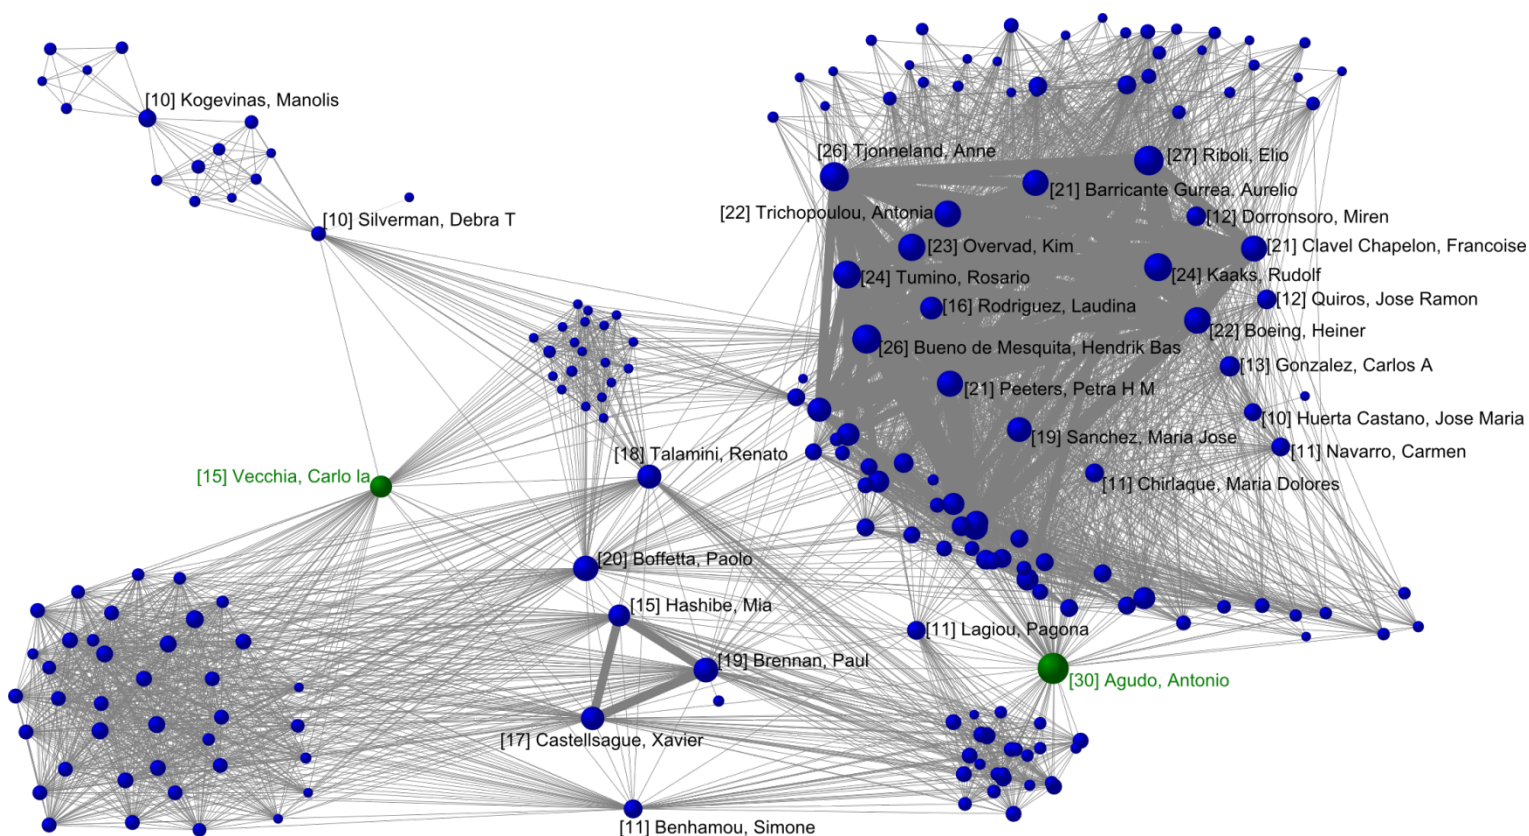 [10] Kogevinas, Manolis
[26] Tjonneland, Anne
[27] Riboli, Elio
[21] Barricante Gurrea, Aurelio
[22] Trichopoulou, Antonia
[12] Dorronsoro, Miren
[10] Silverman, Debra T
[23] Overvad, Kim
[21] Clavel Chapelon, Francoise
[24] Tumino, Rosario
[24] Kaaks, Rudolf
[16] Rodriguez, Laudina
[12] Quiros, Jose Ramon
[22] Boeing, Heiner
[26] Bueno de Mesquita, Hendrik Bas
[13] Gonzalez, Carlos A
[21] Peeters, Petra H M
[10] Huerta Castano, Jose Maria
[19] Sanchez, Maria Jose
[11] Navarro, Carmen
[18] Talamini, Renato
[15] Vecchia, Carlo la
[11] Chirlaque, Maria Dolores
[20] Boffetta, Paolo
[15] Hashibe, Mia
[11] Lagiou, Pagona
[19] Brennan, Paul
[30] Agudo, Antonio
[17] Castellsague, Xavier
[11] Benhamou, Simone